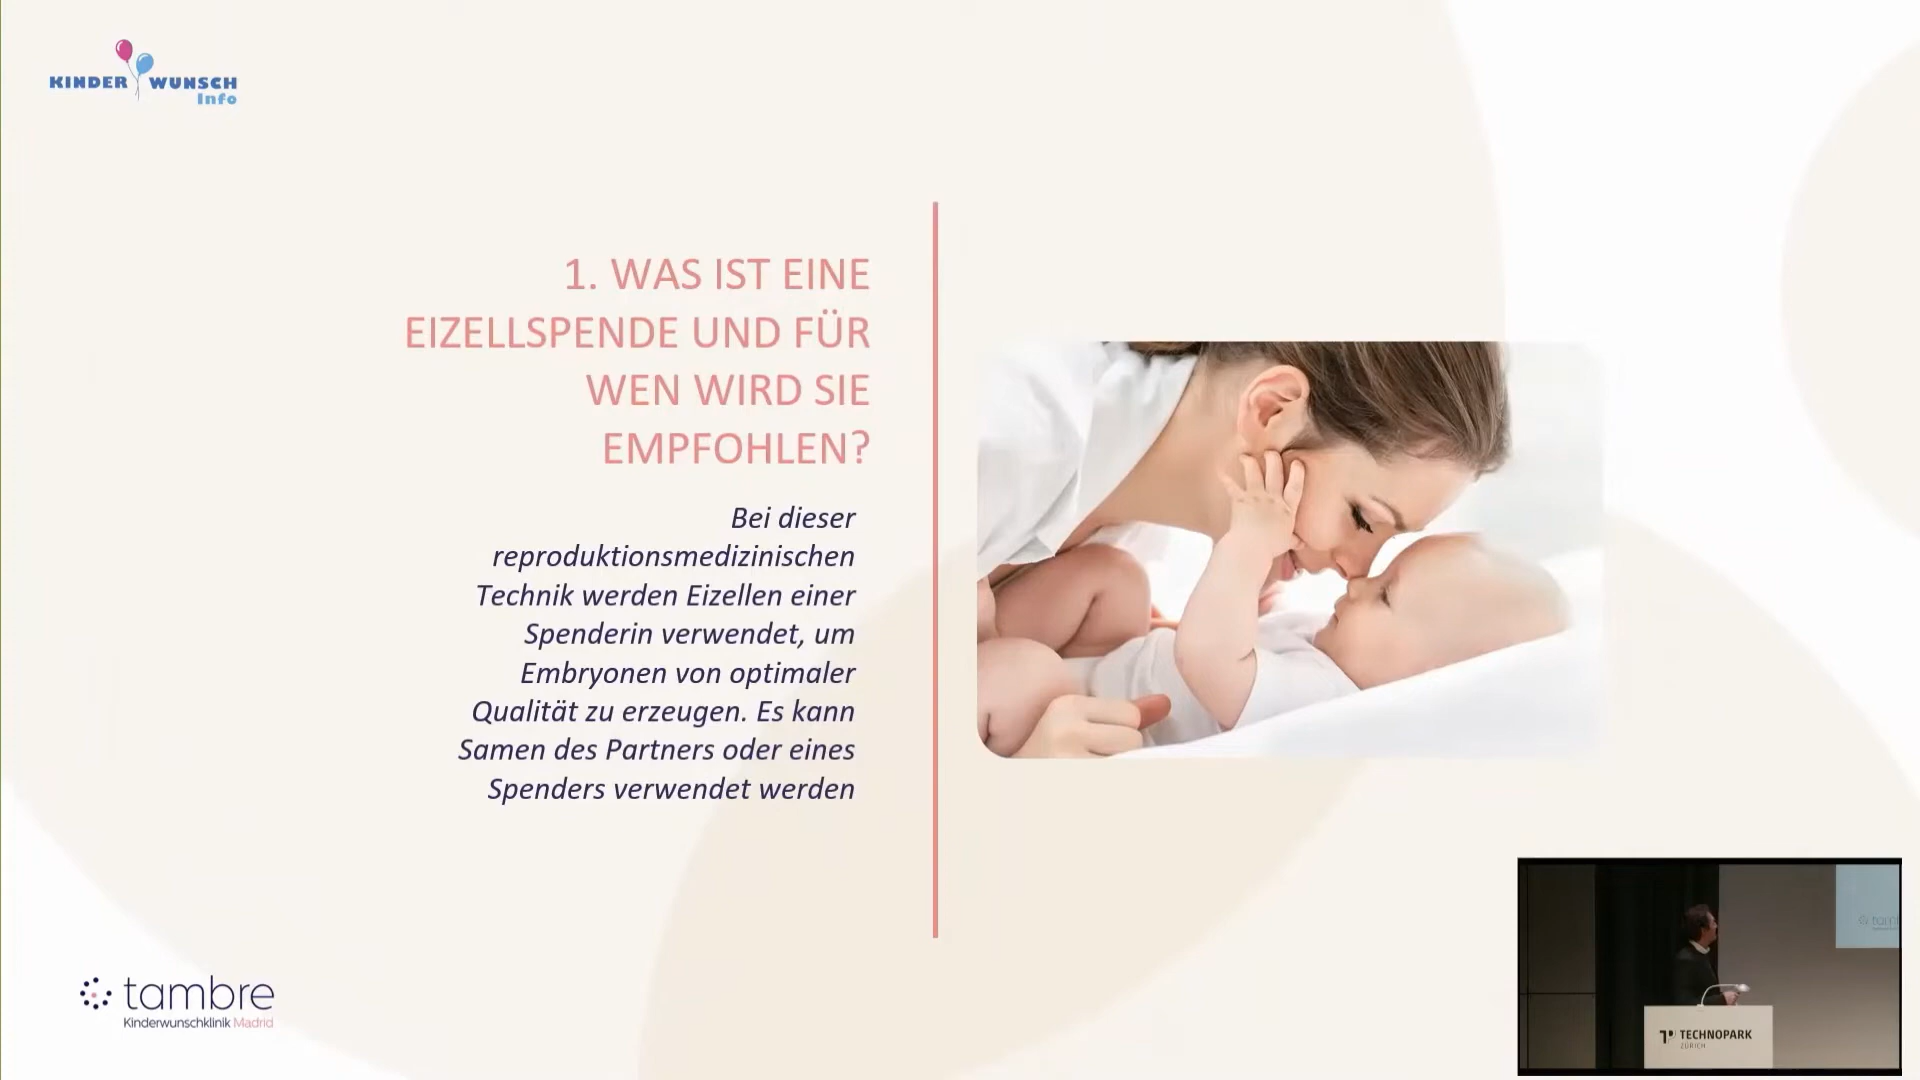 KINDER WUNSCH
Info
1. WAS IST EINE
EIZELLSPENDE UND FÜR
WEN WIRD SIE
EMPFOHLEN?
Bei dieser
reproduktionsmedizinischen
Technik werden Eizellen einer
Spenderin verwendet, um
Embryonen von optimaler
Qualität zu erzeugen. Es kann
Samen des Partners oder eines
Spenders verwendet werden
tambre
Kinderwunschklinik Madrid
tam
TECHNOPARK
ZÜRICH